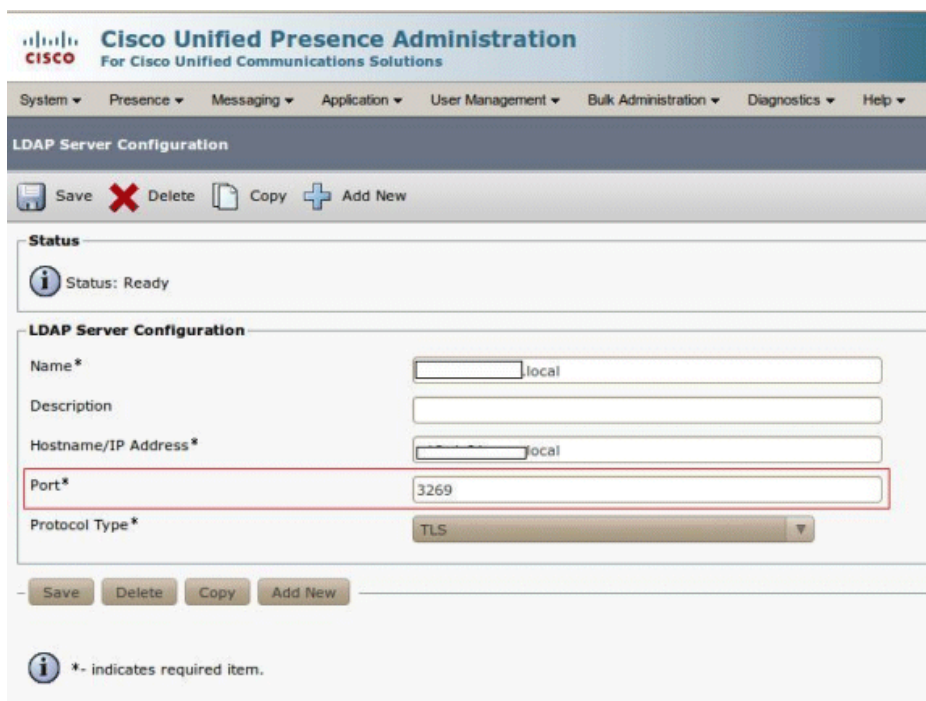 CISCO
Cisco Unified Presence Administration
For Cisco Unified Communications Solutions
System Presence Messaging Application User Management Bulk Administration Diagnostics Help
LDAP Server Configuration
Save Delete Copy Add New
Status
Status: Ready
LDAP Server Configuration
Name* .local
Description
Hostname/IP Address* local
Port* 3269
Protocol Type* TLS
Save Delete Copy Add New
*- indicates required item.